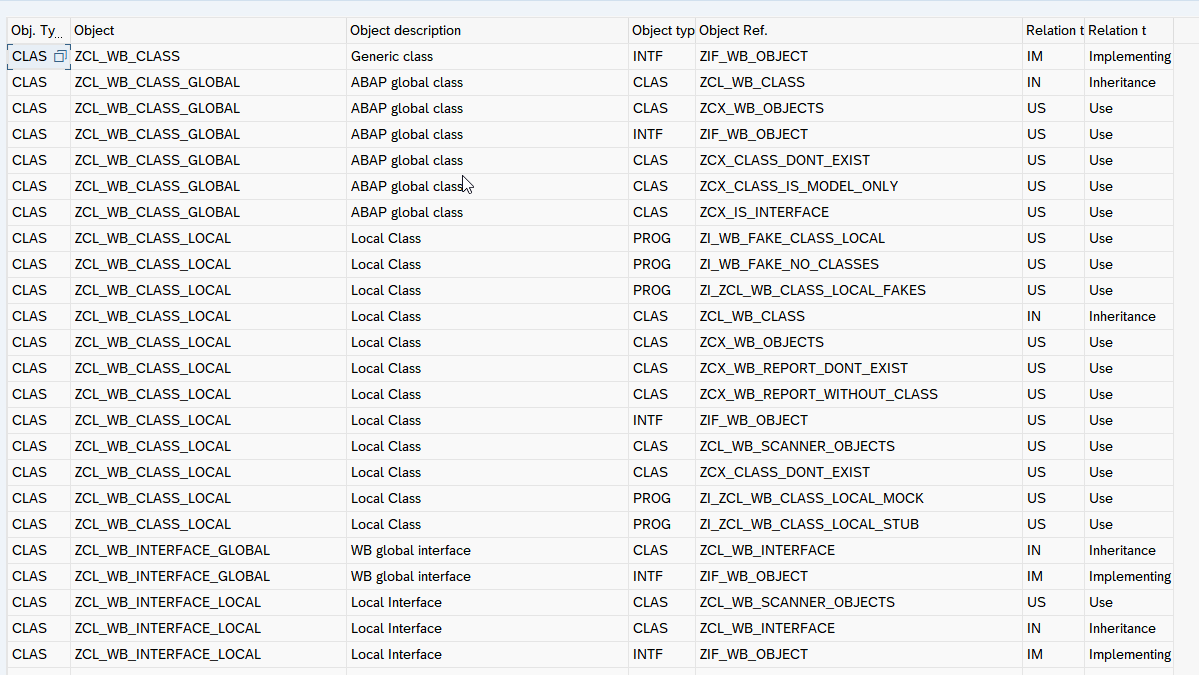 Obj. Ty... Object Object description Object typ Object Ref. Relation t Relation t
CLAS ZCL_WB_CLASS Generic class INTF ZIF_WB_OBJECT IM Implementing
CLAS ZCL_WB_CLASS_GLOBAL ABAP global class CLAS ZCL_WB_CLASS IN Inheritance
CLAS ZCL_WB_CLASS_GLOBAL ABAP global class CLAS ZCX_WB_OBJECTS US Use
CLAS ZCL_WB_CLASS_GLOBAL ABAP global class INTF ZIF_WB_OBJECT US Use
CLAS ZCL_WB_CLASS_GLOBAL ABAP global class CLAS ZCX_CLASS_DONT_EXIST US Use
CLAS ZCL_WB_CLASS_GLOBAL ABAP global class CLAS ZCX_CLASS_IS_MODEL_ONLY US Use
CLAS ZCL_WB_CLASS_GLOBAL ABAP global class CLAS ZCX_IS_INTERFACE US Use
CLAS ZCL_WB_CLASS_LOCAL Local Class PROG ZI_WB_FAKE_CLASS_LOCAL US Use
CLAS ZCL_WB_CLASS_LOCAL Local Class PROG ZI_WB_FAKE_NO_CLASSES US Use
CLAS ZCL_WB_CLASS_LOCAL Local Class PROG ZI_ZCL_WB_CLASS_LOCAL_FAKES US Use
CLAS ZCL_WB_CLASS_LOCAL Local Class CLAS ZCL_WB_CLASS IN Inheritance
CLAS ZCL_WB_CLASS_LOCAL Local Class CLAS ZCX_WB_OBJECTS US Use
CLAS ZCL_WB_CLASS_LOCAL Local Class CLAS ZCX_WB_REPORT_DONT_EXIST US Use
CLAS ZCL_WB_CLASS_LOCAL Local Class CLAS ZCX_WB_REPORT_WITHOUT_CLASS US Use
CLAS ZCL_WB_CLASS_LOCAL Local Class INTF ZIF_WB_OBJECT US Use
CLAS ZCL_WB_CLASS_LOCAL Local Class CLAS ZCL_WB_SCANNER_OBJECTS US Use
CLAS ZCL_WB_CLASS_LOCAL Local Class CLAS ZCX_CLASS_DONT_EXIST US Use
CLAS ZCL_WB_CLASS_LOCAL Local Class PROG ZI_ZCL_WB_CLASS_LOCAL_MOCK US Use
CLAS ZCL_WB_CLASS_LOCAL Local Class PROG ZI_ZCL_WB_CLASS_LOCAL_STUB US Use
CLAS ZCL_WB_INTERFACE_GLOBAL WB global interface CLAS ZCL_WB_INTERFACE IN Inheritance
CLAS ZCL_WB_INTERFACE_GLOBAL WB global interface INTF ZIF_WB_OBJECT IM Implementing
CLAS ZCL_WB_INTERFACE_LOCAL Local Interface CLAS ZCL_WB_SCANNER_OBJECTS US Use
CLAS ZCL_WB_INTERFACE_LOCAL Local Interface CLAS ZCL_WB_INTERFACE IN Inheritance
CLAS ZCL_WB_INTERFACE_LOCAL Local Interface INTF ZIF_WB_OBJECT IM Implementing